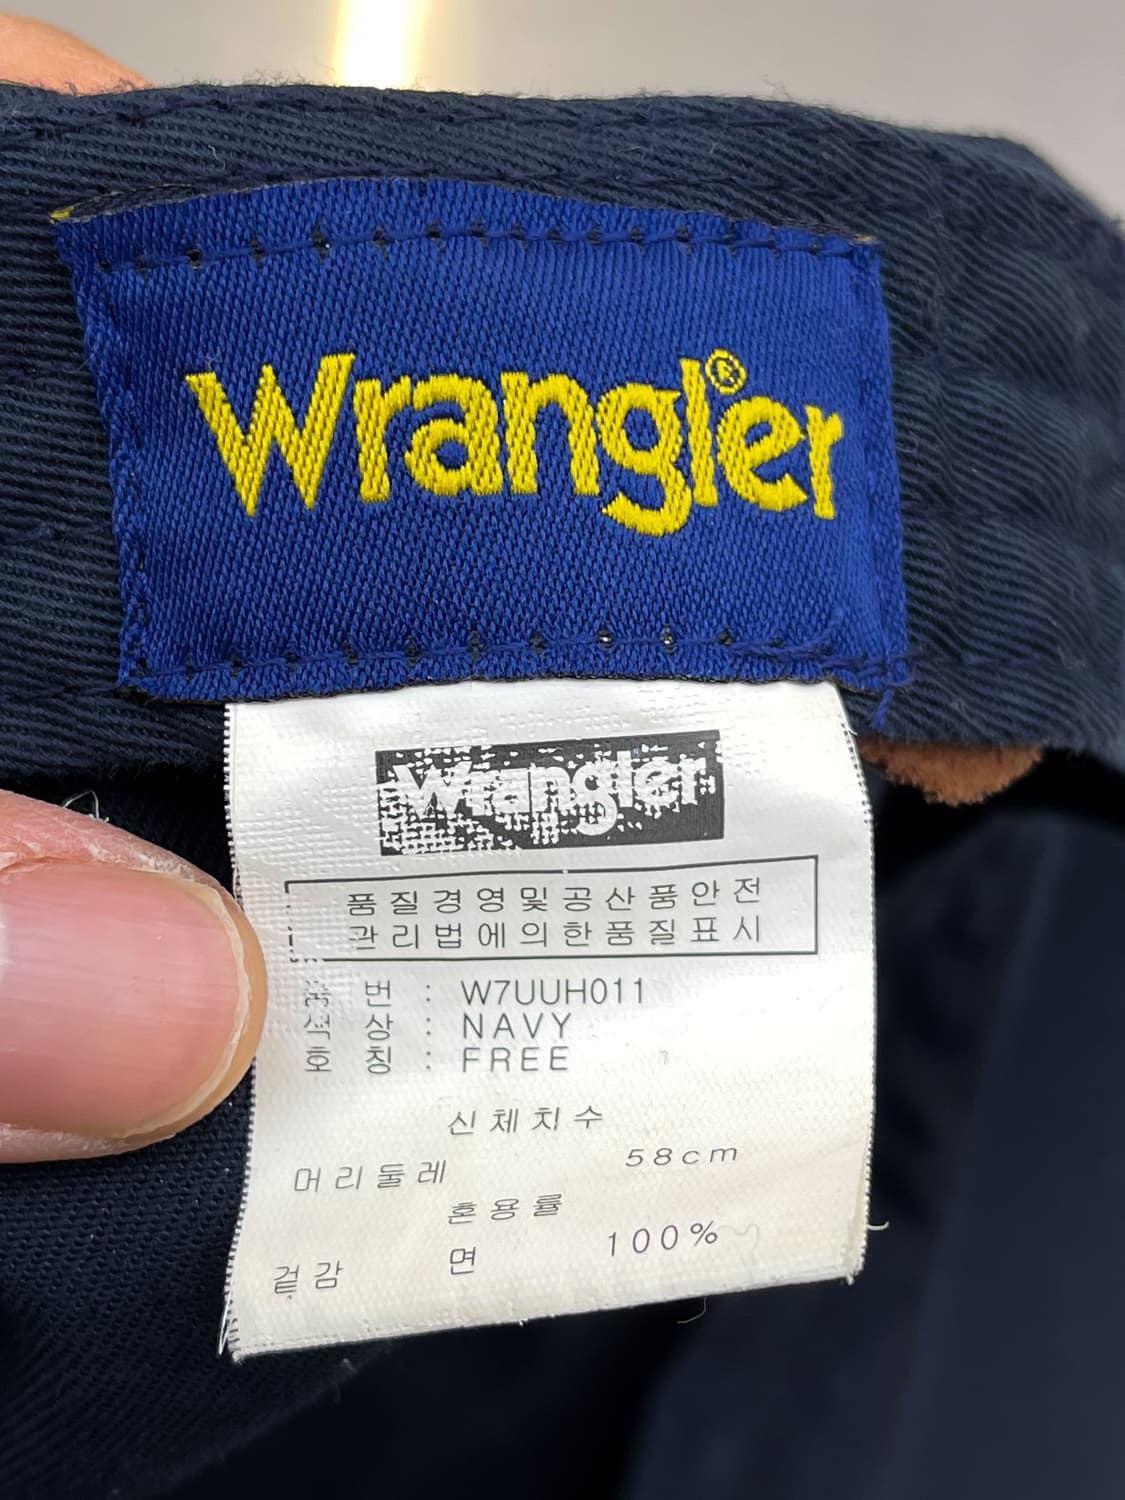 Wrangler®
Wrangler
품질경영및공산품안전
관리법에의한품질표시
품 번 : W7UUH011
색 상 : NAVY
호 칭 : FREE
신체치수
머리둘레 58cm
혼용률
겉감 면 100%